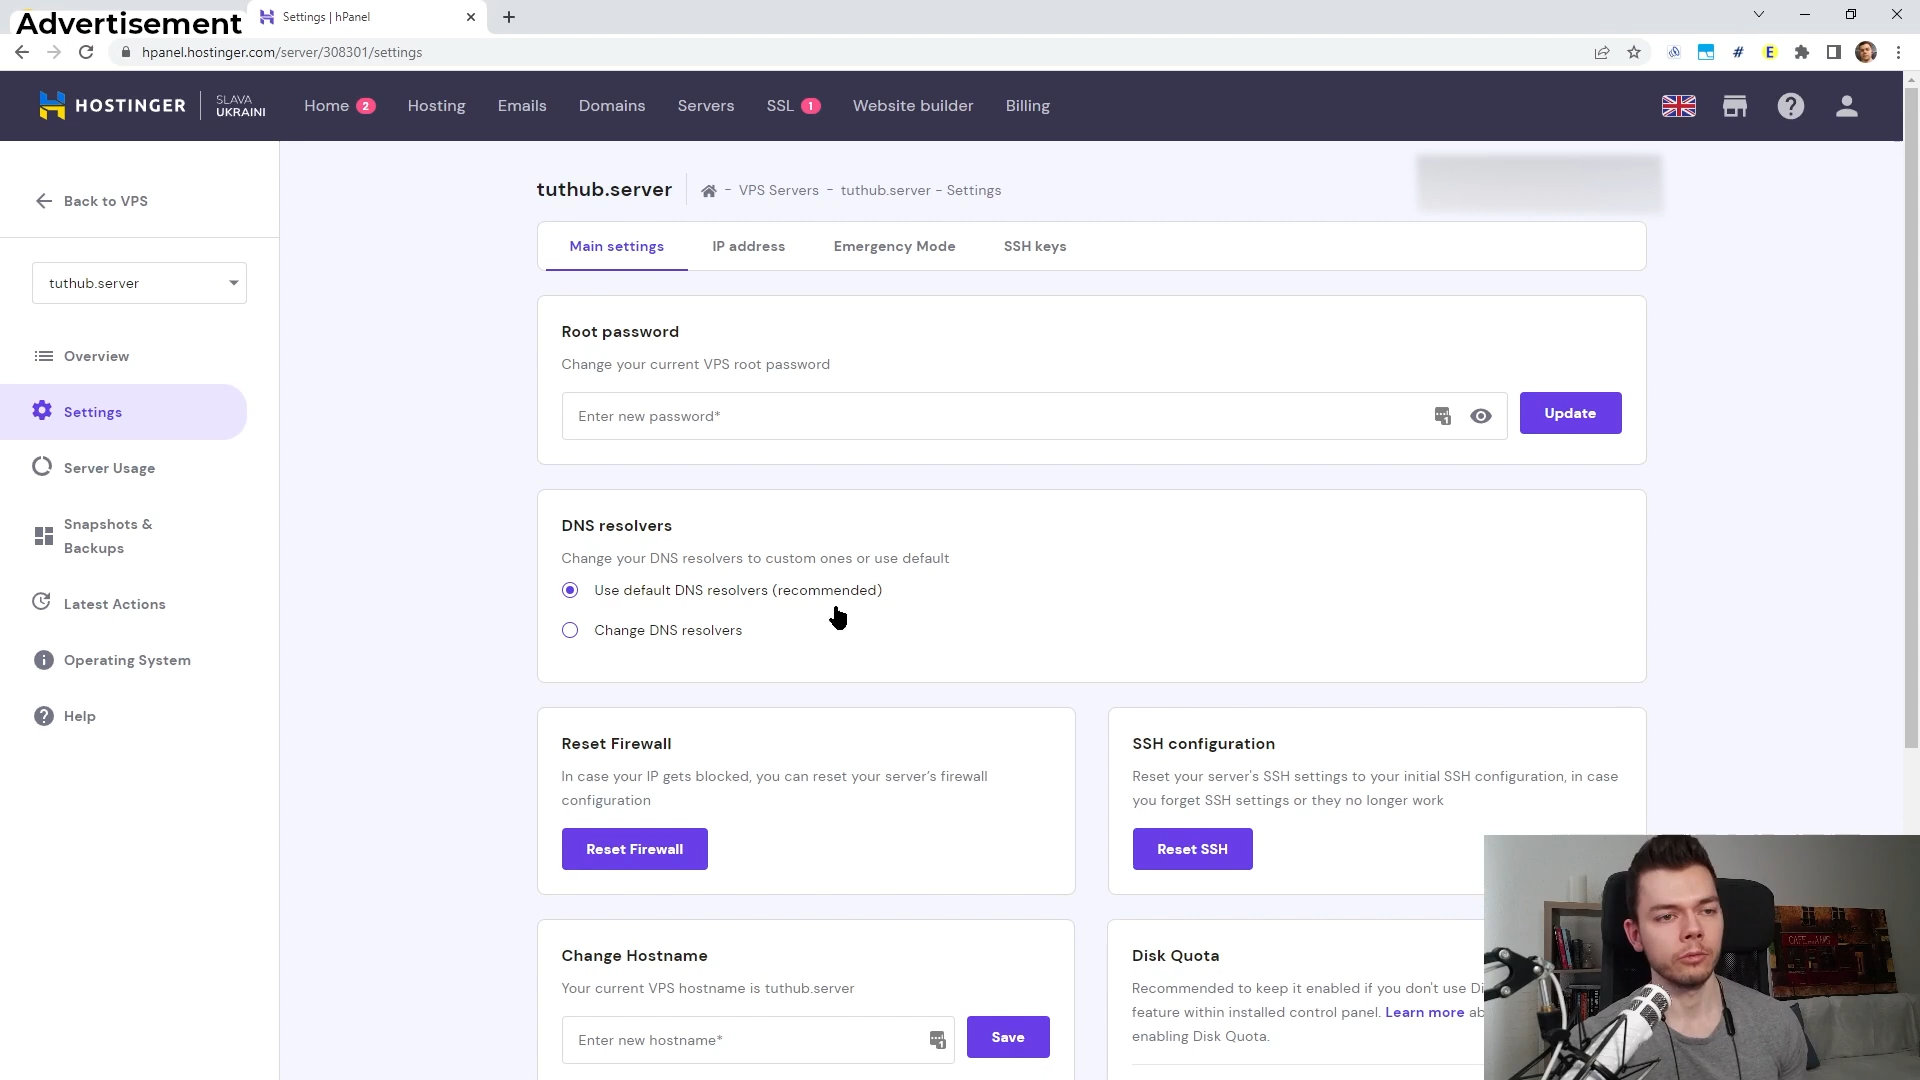 Advertisement
Settings | hPanel
hpanel.hostinger.com/server/308301/settings
HOSTINGER
SLAVA
UKRAINI
Home 2
Hosting
Emails
Domains
Servers
SSL 1
Website builder
Billing
Back to VPS
tuthub.server
Overview
Settings
Server Usage
Snapshots &
Backups
Latest Actions
Operating System
Help
tuthub.server
- VPS Servers - tuthub.server - Settings
Main settings
IP address
Emergency Mode
SSH keys
Root password
Change your current VPS root password
Enter new password*
Update
DNS resolvers
Change your DNS resolvers to custom ones or use default
Use default DNS resolvers (recommended)
Change DNS resolvers
Reset Firewall
In case your IP gets blocked, you can reset your server's firewall
configuration
Reset Firewall
SSH configuration
Reset your server's SSH settings to your initial SSH configuration, in case
you forget SSH settings or they no longer work
Reset SSH
Change Hostname
Your current VPS hostname is tuthub.server
Enter new hostname*
Save
Disk Quota
Recommended to keep it enabled if you don't use Di
feature within installed control panel. Learn more ab
enabling Disk Quota.